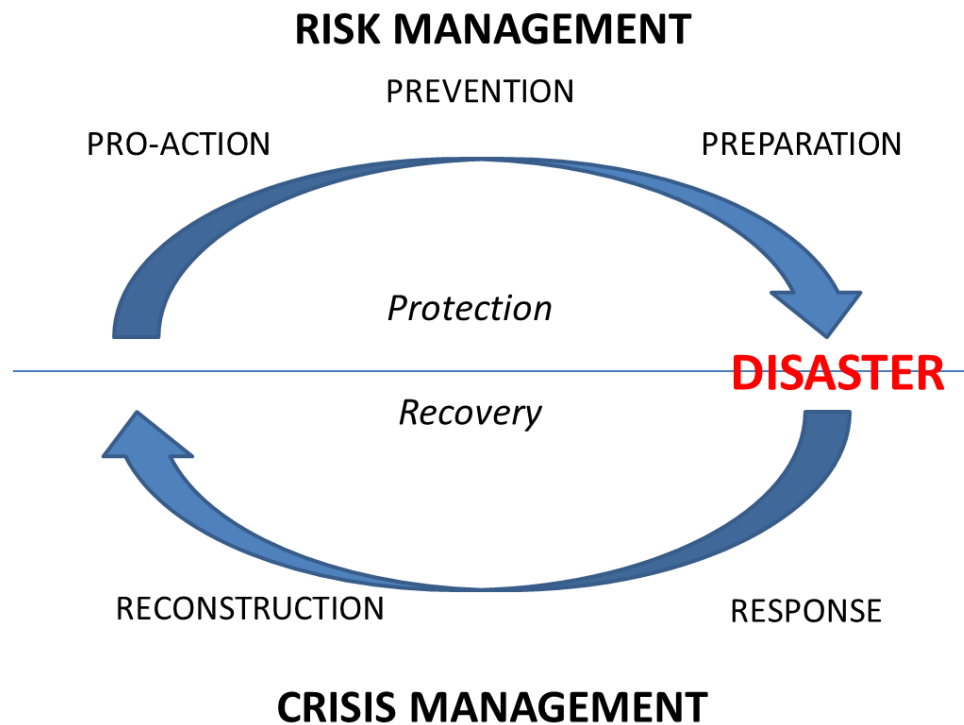 RISK MANAGEMENT
PREVENTION
PRO-ACTION
PREPARATION
Protection
DISASTER
Recovery
RECONSTRUCTION
RESPONSE
CRISIS MANAGEMENT